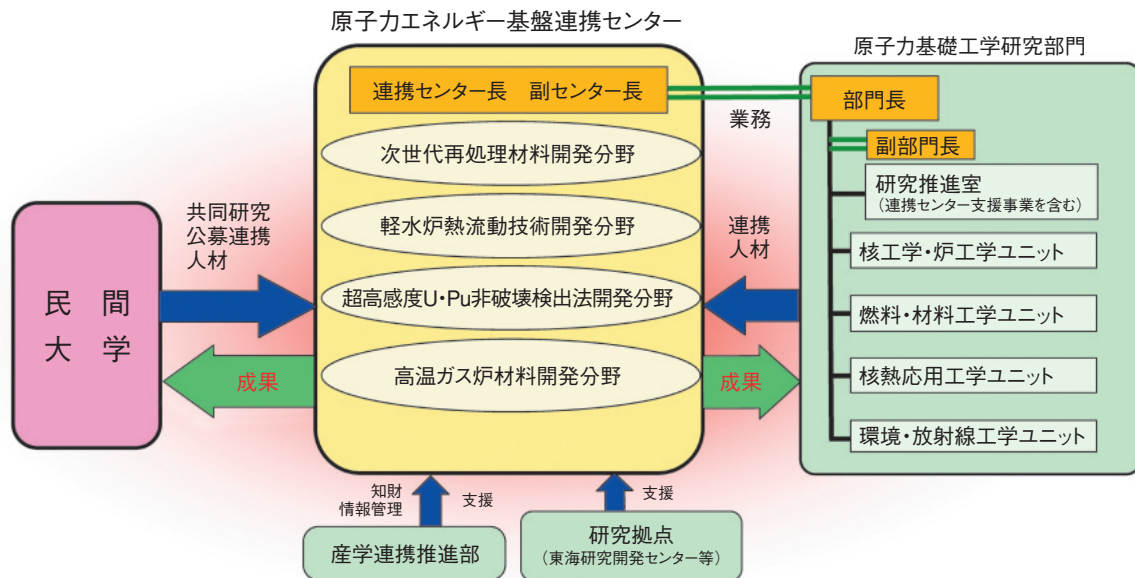 原子力エネルギー基盤連携センター
連携センター長　副センター長
次世代再処理材料開発分野
軽水炉熱流動技術開発分野
超高感度U・Pu非破壊検出法開発分野
高温ガス炉材料開発分野
民　間
大　学
共同研究
公募連携
人材
成果
業務
連携
人材
成果
原子力基礎工学研究部門
部門長
副部門長
研究推進室
（連携センター支援事業を含む）
核工学・炉工学ユニット
燃料・材料工学ユニット
核熱応用工学ユニット
環境・放射線工学ユニット
知財
情報管理
支援
産学連携推進部
支援
研究拠点
（東海研究開発センター等）